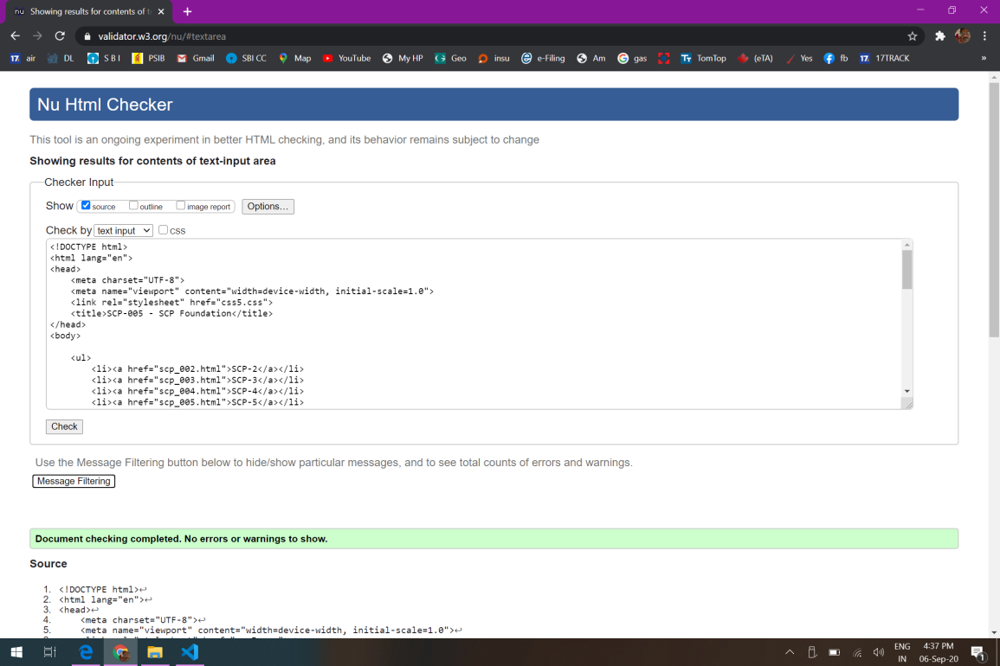 nu Showing results for contents of t
validator.w3.org/nu/#textarea
17. air DL S B I PSIB Gmail SBI CC Map YouTube My HP Geo insu e-Filing Am gas TomTop (eTA) Yes fb 17. 17TRACK »
Nu Html Checker
This tool is an ongoing experiment in better HTML checking, and its behavior remains subject to change
Showing results for contents of text-input area
Checker Input
Show source outline image report Options...
Check by text input css
<!DOCTYPE html>
<html lang="en">
<head>
    <meta charset="UTF-8">
    <meta name="viewport" content="width=device-width, initial-scale=1.0">
    <link rel="stylesheet" href="css5.css">
    <title>SCP-005 - SCP Foundation</title>
</head>
<body>
    <ul>
        <li><a href="scp_002.html">SCP-2</a></li>
        <li><a href="scp_003.html">SCP-3</a></li>
        <li><a href="scp_004.html">SCP-4</a></li>
        <li><a href="scp_005.html">SCP-5</a></li>
Check
Use the Message Filtering button below to hide/show particular messages, and to see total counts of errors and warnings.
Message Filtering
Document checking completed. No errors or warnings to show.
Source
1. <!DOCTYPE html>↩
2. <html lang="en">↩
3. <head>↩
4.     <meta charset="UTF-8">↩
5.     <meta name="viewport" content="width=device-width, initial-scale=1.0">↩
ENG 4:37 PM
IN 06-Sep-20 1